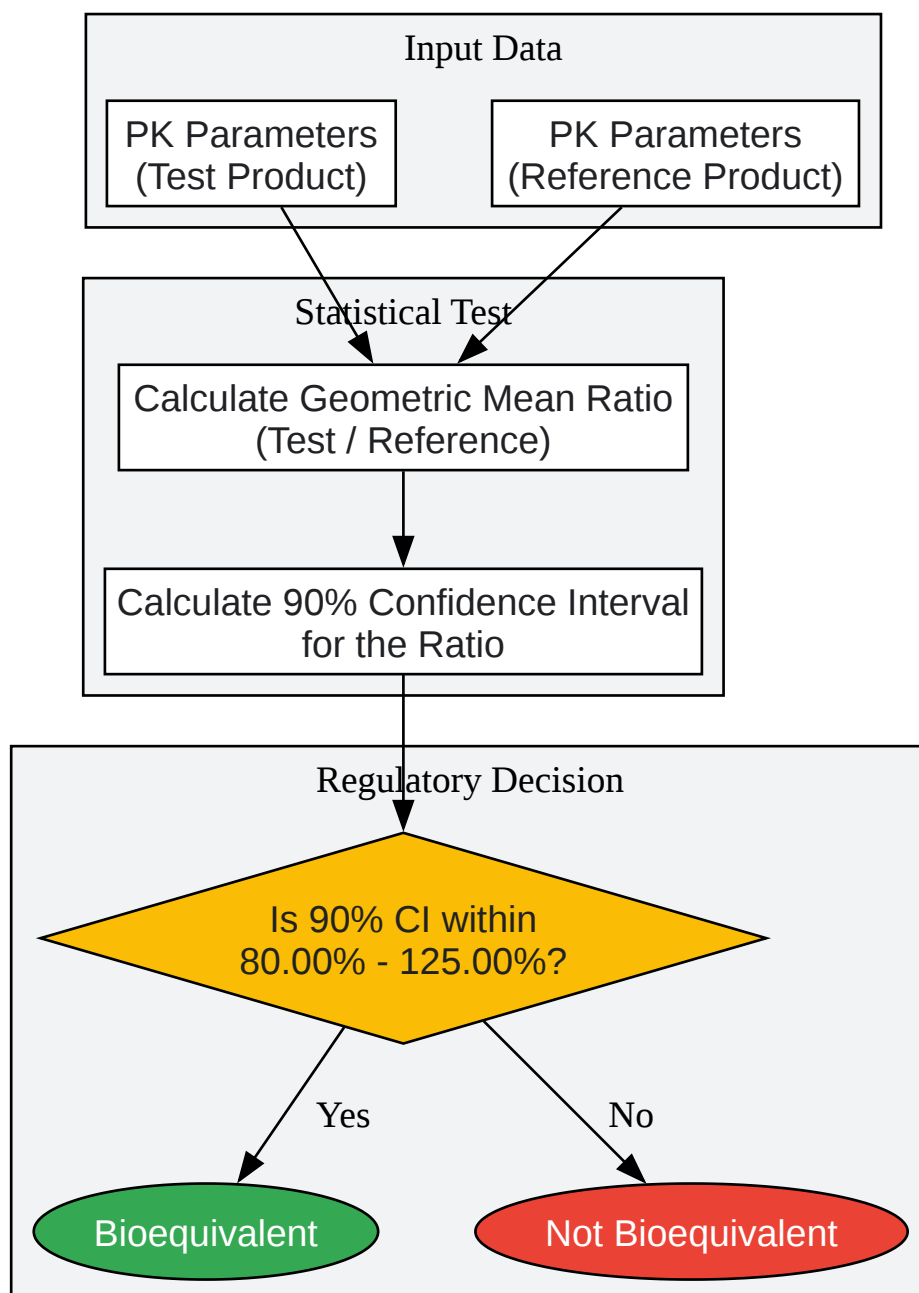 Input Data
PK Parameters
(Test Product)
PK Parameters
(Reference Product)
Statistical Test
Calculate Geometric Mean Ratio
(Test / Reference)
Calculate 90% Confidence Interval
for the Ratio
Regulatory Decision
Is 90% CI within
80.00% - 125.00%?
Yes
No
Bioequivalent
Not Bioequivalent